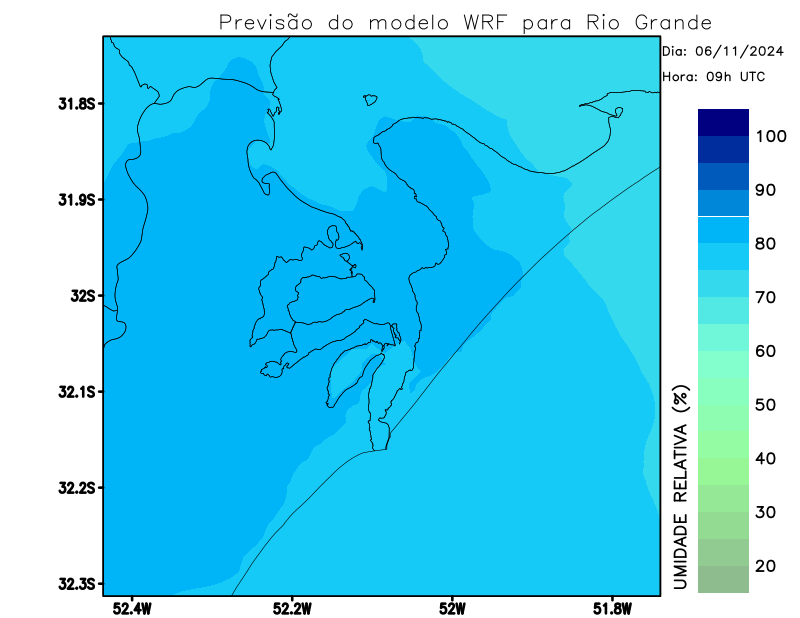 Previsão do modelo WRF para Rio Grande
Dia: 06/11/2024
Hora: 09h UTC
31.8S
31.9S
32S
32.1S
32.2S
32.3S
52.4W
52.2W
52W
51.8W
UMIDADE RELATIVA (%)
100
90
80
70
60
50
40
30
20